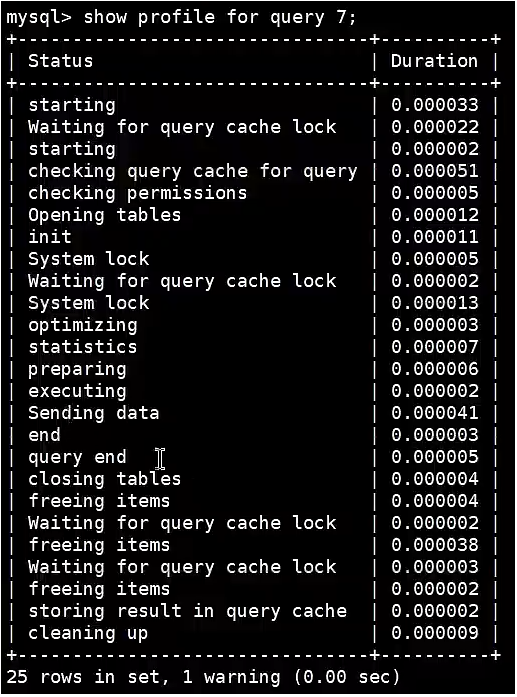 mysql> show profile for query 7;
+--------------------------------+----------+
| Status                         | Duration |
+--------------------------------+----------+
| starting                       | 0.000033 |
| Waiting for query cache lock   | 0.000022 |
| starting                       | 0.000002 |
| checking query cache for query | 0.000051 |
| checking permissions           | 0.000005 |
| Opening tables                 | 0.000012 |
| init                           | 0.000011 |
| System lock                    | 0.000005 |
| Waiting for query cache lock   | 0.000002 |
| System lock                    | 0.000013 |
| optimizing                     | 0.000003 |
| statistics                     | 0.000007 |
| preparing                      | 0.000006 |
| executing                      | 0.000002 |
| Sending data                   | 0.000041 |
| end                            | 0.000003 |
| query end                      | 0.000005 |
| closing tables                 | 0.000004 |
| freeing items                  | 0.000004 |
| Waiting for query cache lock   | 0.000002 |
| freeing items                  | 0.000038 |
| Waiting for query cache lock   | 0.000003 |
| freeing items                  | 0.000002 |
| storing result in query cache  | 0.000002 |
| cleaning up                    | 0.000009 |
+--------------------------------+----------+
25 rows in set, 1 warning (0.00 sec)